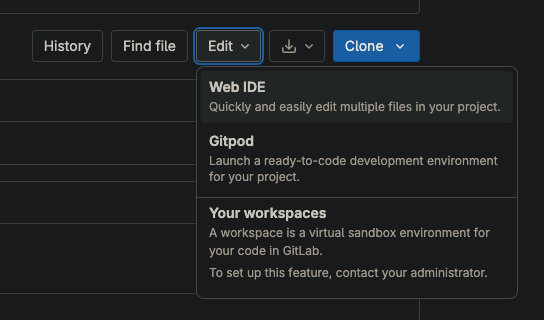 History Find file Edit Clone
Web IDE
Quickly and easily edit multiple files in your project.
Gitpod
Launch a ready-to-code development environment
for your project.
Your workspaces
A workspace is a virtual sandbox environment for
your code in GitLab.
To set up this feature, contact your administrator.